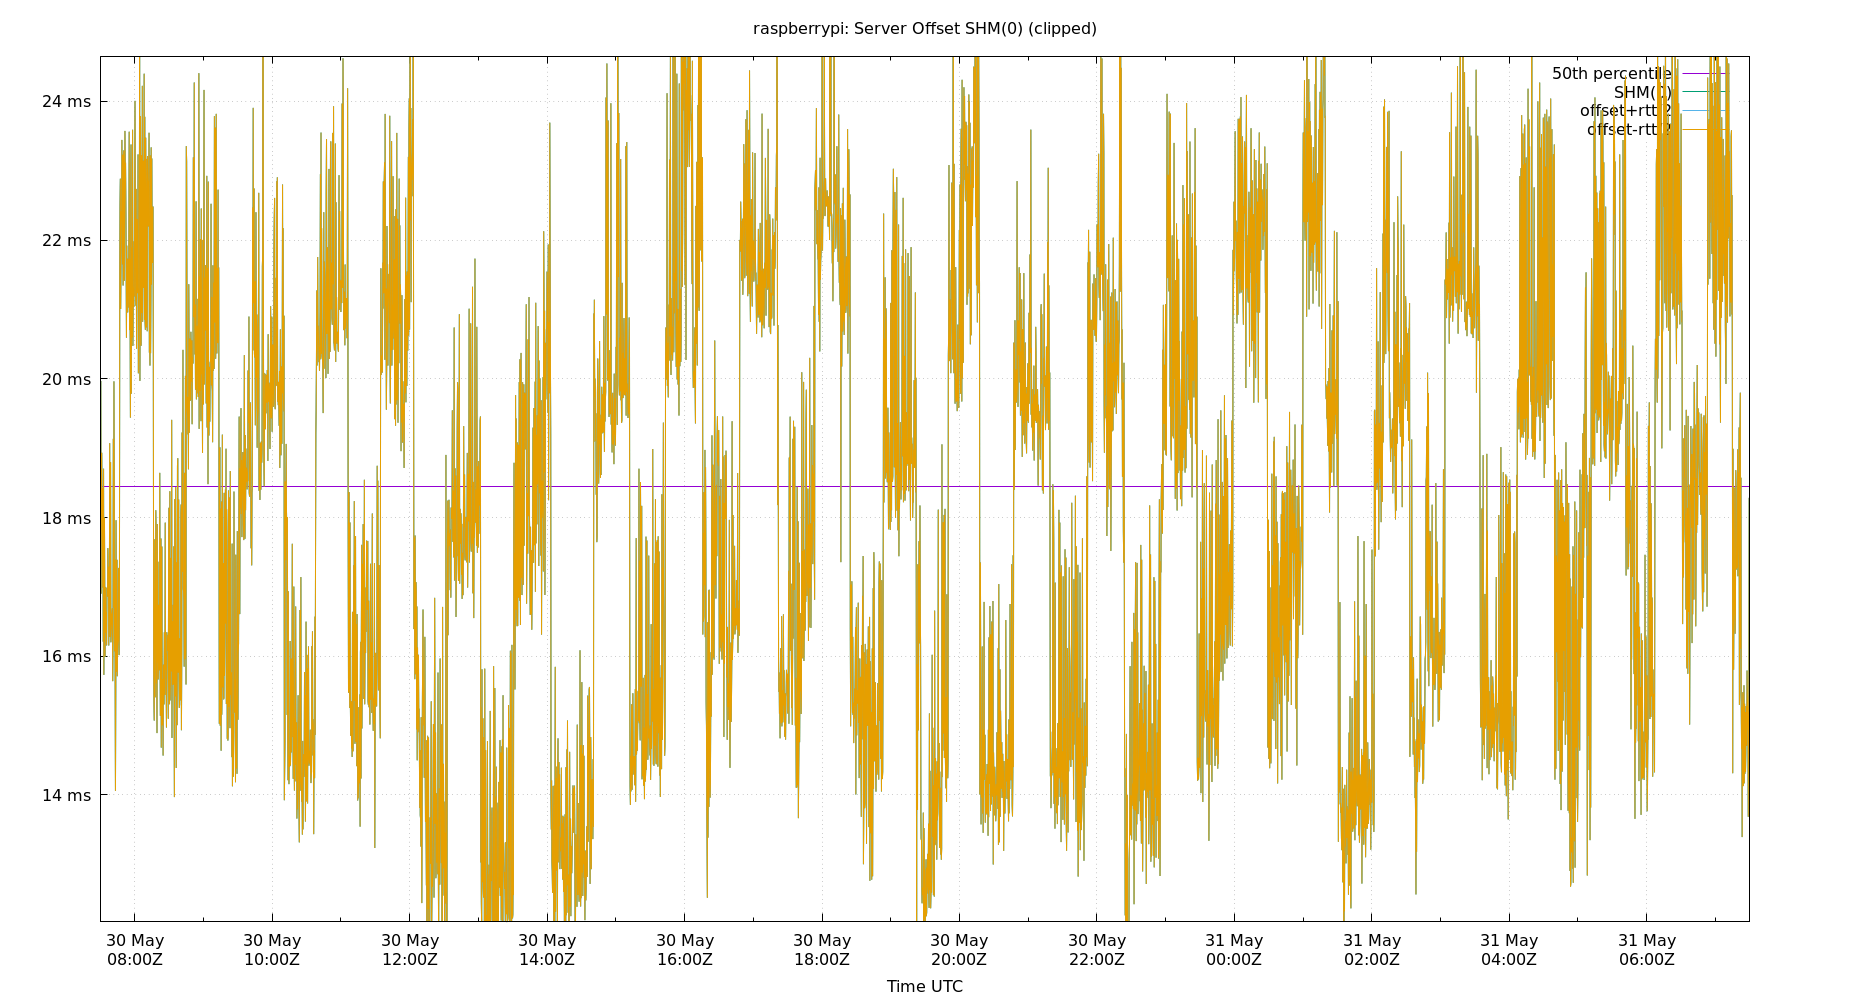 raspberrypi: Server Offset SHM(0) (clipped)
50th percentile
SHM(0)
offset+rtt/2
offset-rtt/2
24 ms
22 ms
20 ms
18 ms
16 ms
14 ms
30 May 30 May 30 May 30 May 30 May 30 May 30 May 30 May 31 May 31 May 31 May 31 May
08:00Z 10:00Z 12:00Z 14:00Z 16:00Z 18:00Z 20:00Z 22:00Z 00:00Z 02:00Z 04:00Z 06:00Z
Time UTC